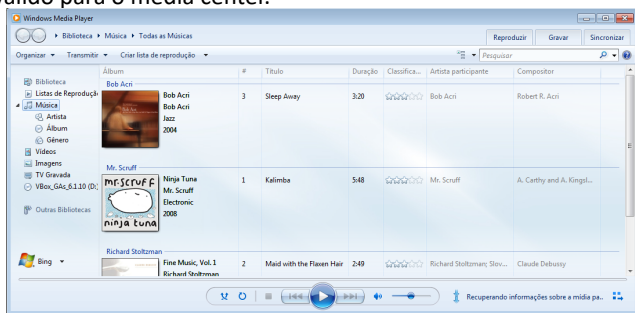 válido para o media center.
Windows Media Player
Biblioteca ▸ Música ▸ Todas as Músicas
Reproduzir Gravar Sincronizar
Organizar Transmitir Criar lista de reprodução Pesquisar
Álbum # Título Duração Classifica... Artista participante Compositor
Biblioteca
Listas de Reproduçã
Música
Artista
Álbum
Gênero
Vídeos
Imagens
TV Gravada
VBox_GAs_6.1.10 (D:)
Outras Bibliotecas
Bing
Bob Acri
Bob Acri 3 Sleep Away 3:20 Bob Acri Robert R. Acri
Bob Acri
Jazz
2004
Mr. Scruff
mr.scruff
ninja tuna
Ninja Tuna 1 Kalimba 5:48 Mr. Scruff A. Carthy and A. Kingsl...
Mr. Scruff
Electronic
2008
Richard Stoltzman
Fine Music, Vol. 1 2 Maid with the Flaxen Hair 2:49 Richard Stoltzman; Slov... Claude Debussy
Richard Stoltzman
Recuperando informações sobre a mídia pa..